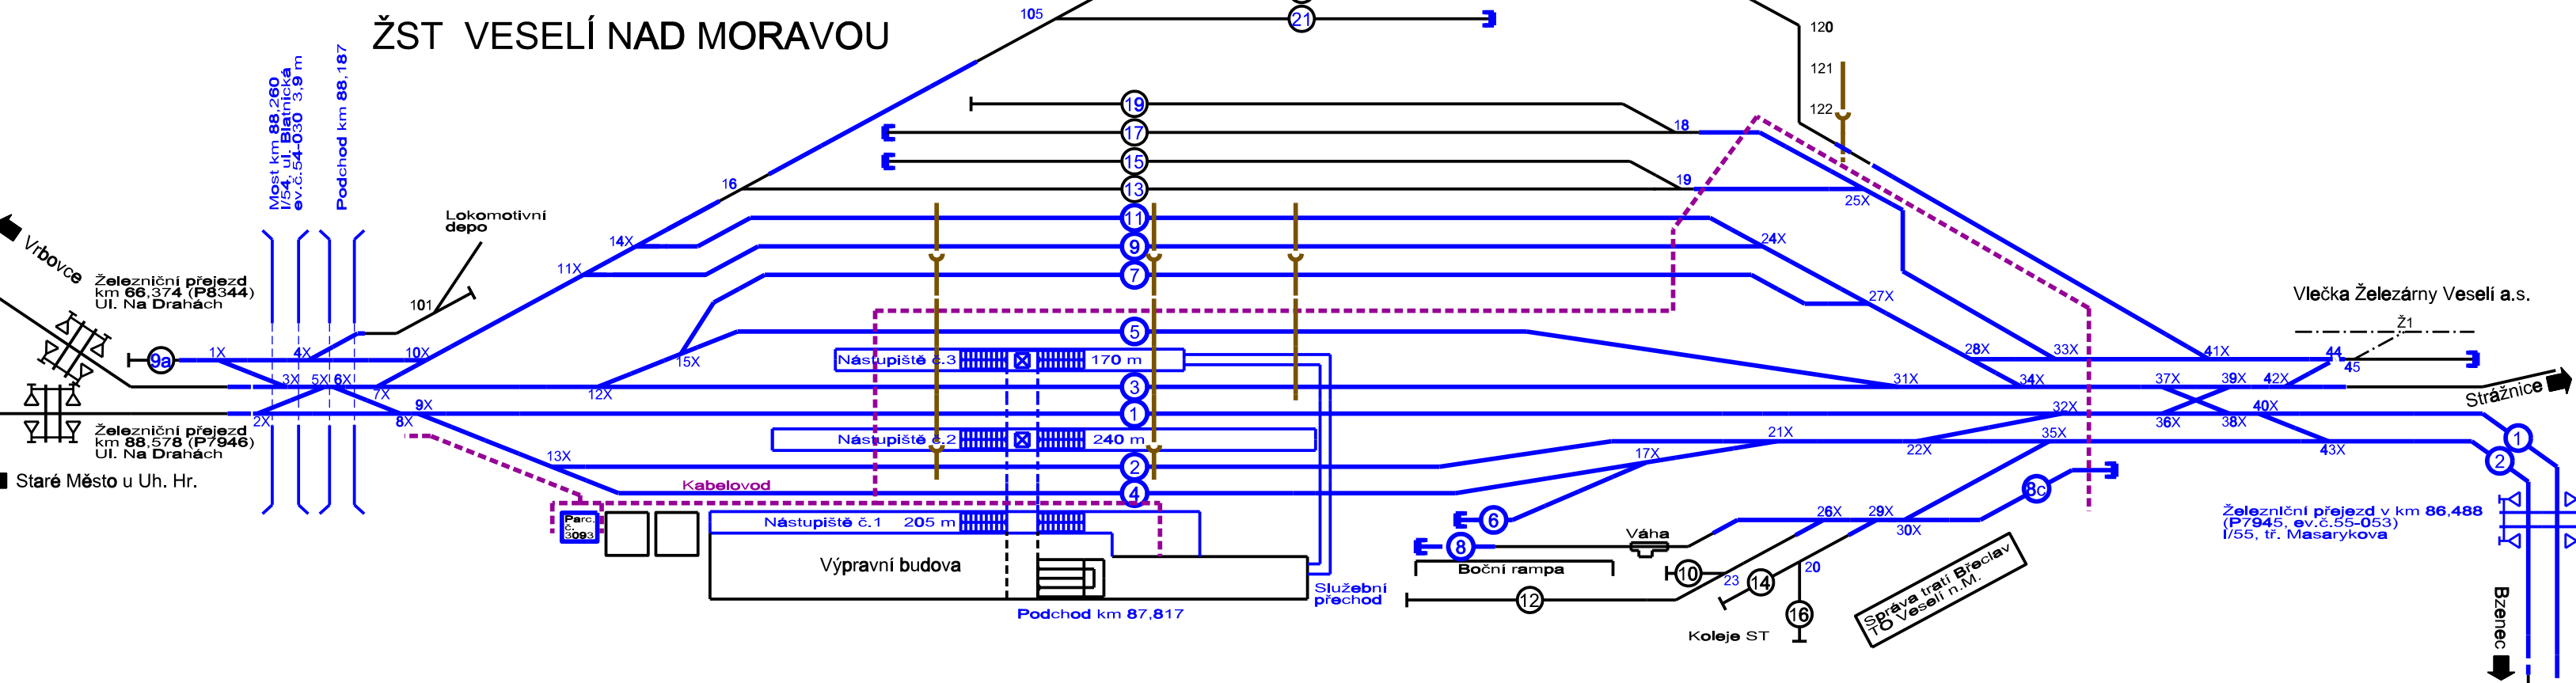 ŽST VESELÍ NAD MORAVOU
105
21
120
121
122
Most km 88,260
I/54, ul. Blatnická
ev.č.54-030 3,9 m
Podchod km 88,187
19
17
18
15
16
13
19
11
25X
Lokomotivní
depo
Vrbovce
14X
9
24X
11X
7
27X
Železniční přejezd
km 66,374 (P8344)
Ul. Na Drahách
101
Vlečka Železárny Veselí a.s.
Ž1
5
9a
1X
4X
10X
15X
Nástupiště č.3
170 m
28X
33X
41X
44
45
3X
5X
6X
7X
12X
3
31X
34X
37X
39X
42X
Strážnice
2X
8X
9X
1
32X
36X
38X
40X
1
Železniční přejezd
km 88,578 (P7946)
Ul. Na Drahách
Nástupiště č.2
240 m
21X
22X
35X
43X
2
13X
2
17X
Staré Město u Uh. Hr.
Kabelovod
4
8c
Parc.
č.
3093
Nástupiště č.1 205 m
6
26X
29X
30X
Železniční přejezd v km 86,488
(P7945, ev.č.55-053)
I/55, tř. Masarykova
Váha
8
Výpravní budova
Boční rampa
10
23
14
20
Služební
přechod
12
16
Podchod km 87,817
Koleje ST
Správa tratí Břeclav
TO Veselí n.M.
Bzenec